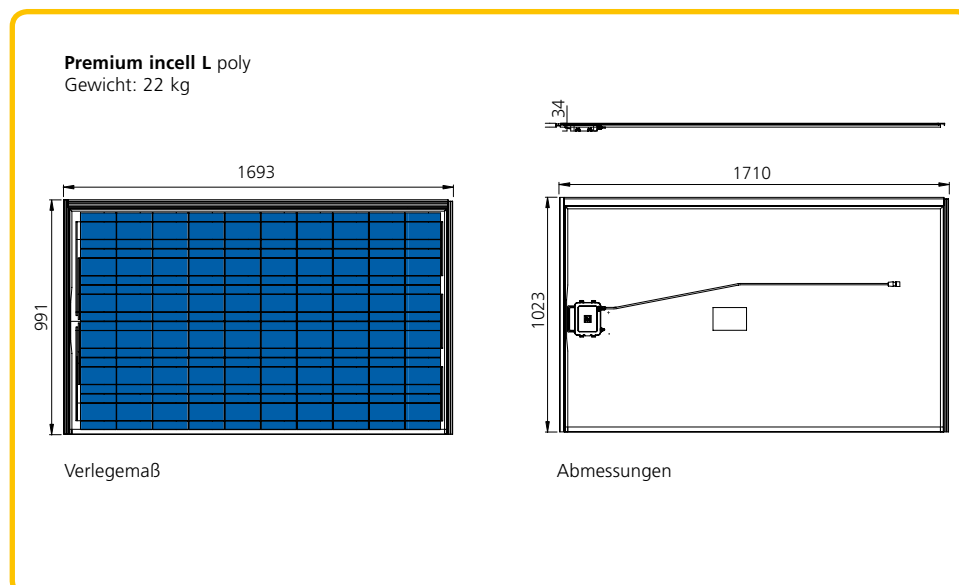 Premium incell L poly
Gewicht: 22 kg
34
1693
1710
991
1023
Verlegemaß
Abmessungen